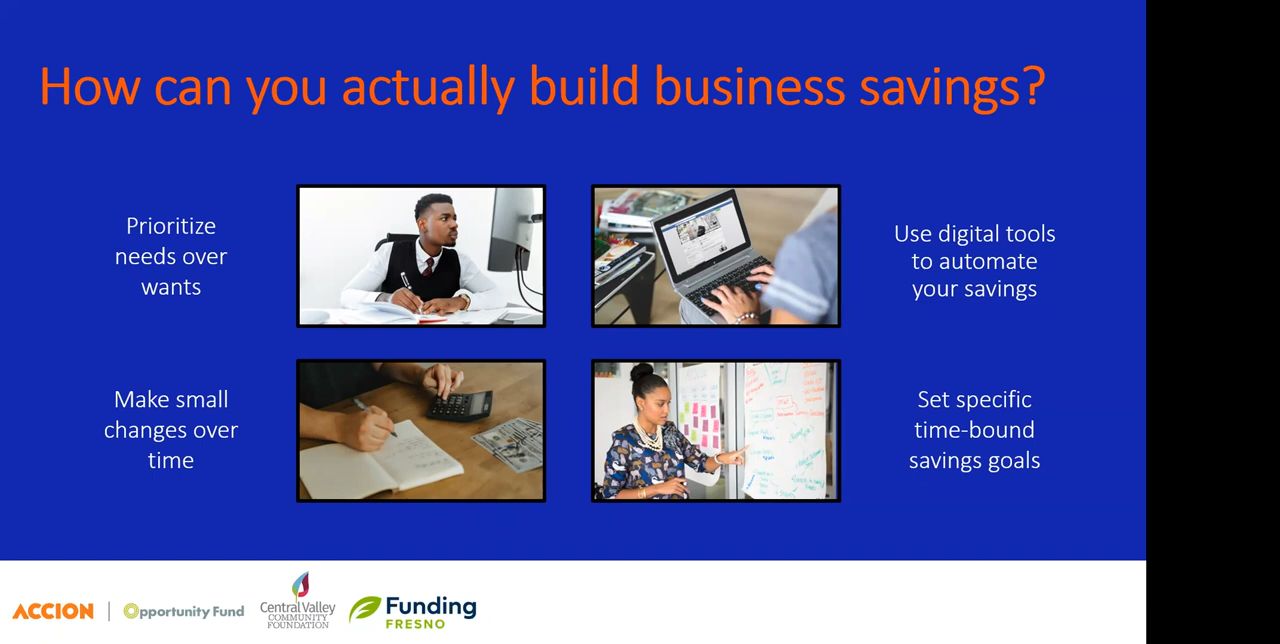 How can you actually build business savings?
Prioritize
needs over
wants
Use digital tools
to automate
your savings
Make small
changes over
time
Set specific
time-bound
savings goals
ACCION | Opportunity Fund
Central Valley
COMMUNITY
FOUNDATION
Funding
FRESNO